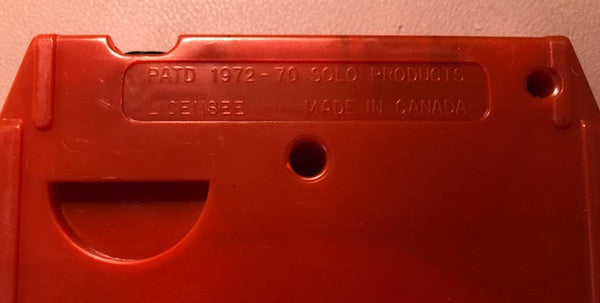 PATD 1972-70 SOLO PRODUCTS
LICENSEE MADE IN CANADA